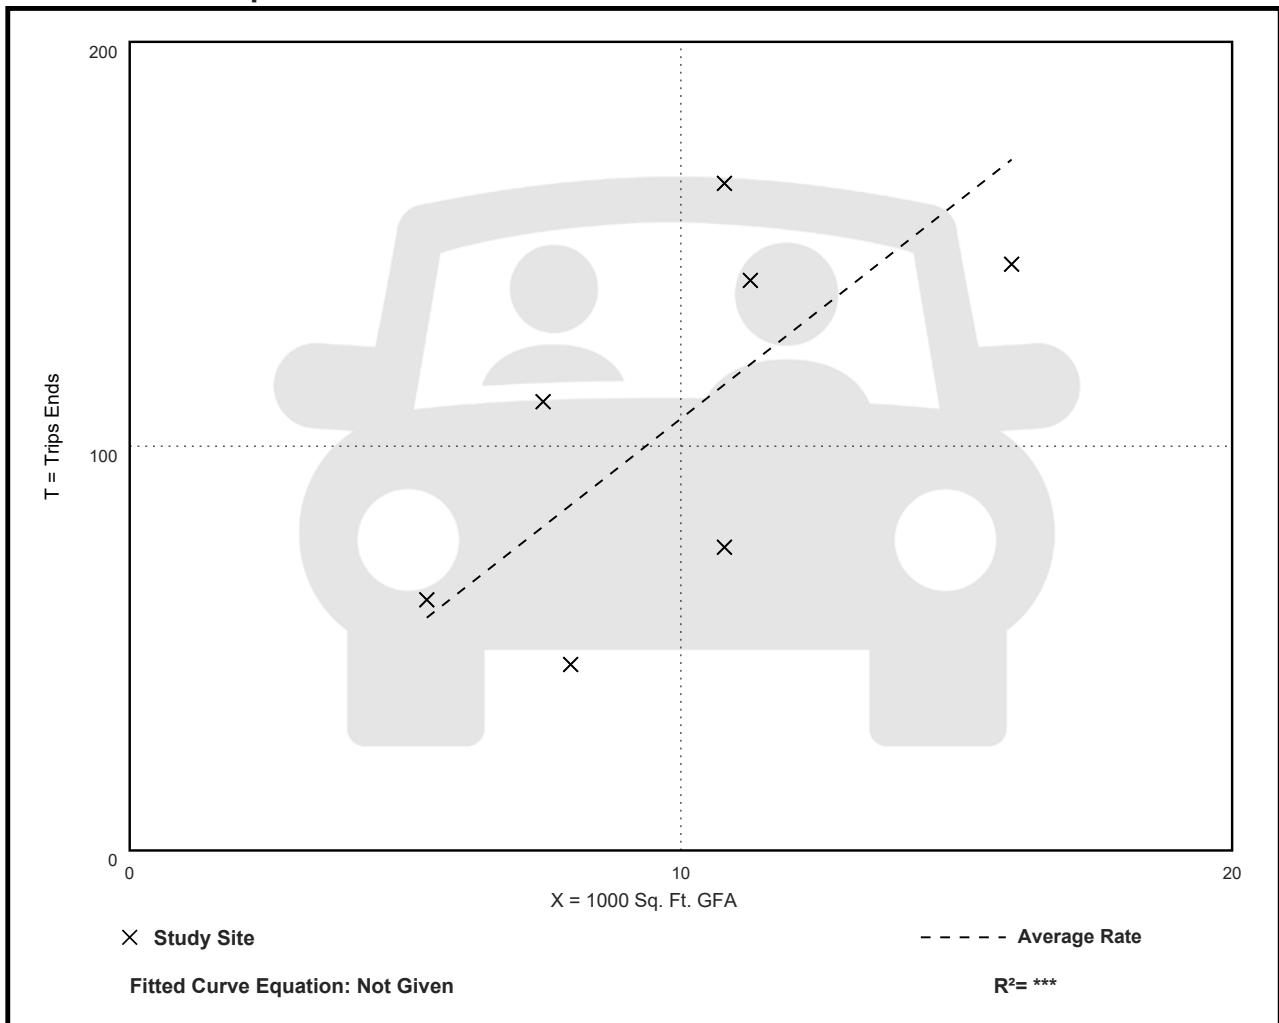 200
T = Trips Ends
100
0
0 10 20
X = 1000 Sq. Ft. GFA
Study Site
Average Rate
Fitted Curve Equation: Not Given
R²= ***